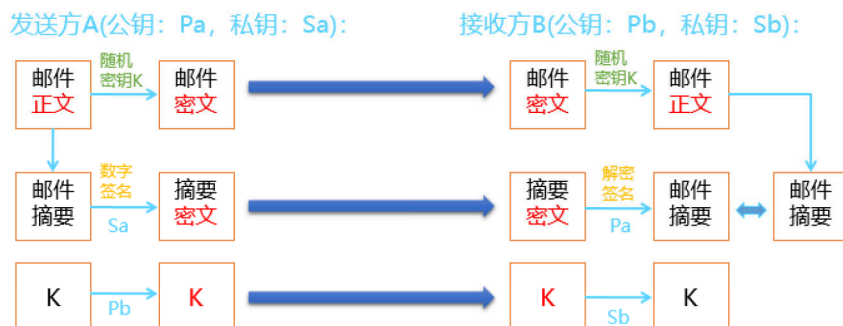 发送方A(公钥：Pa，私钥：Sa)：
接收方B(公钥：Pb，私钥：Sb)：
邮件
正文
随机
密钥K
邮件
密文
邮件
密文
随机
密钥K
邮件
正文
邮件
摘要
数字
签名
Sa
摘要
密文
摘要
密文
解密
签名
Pa
邮件
摘要
邮件
摘要
K
Pb
K
K
Sb
K